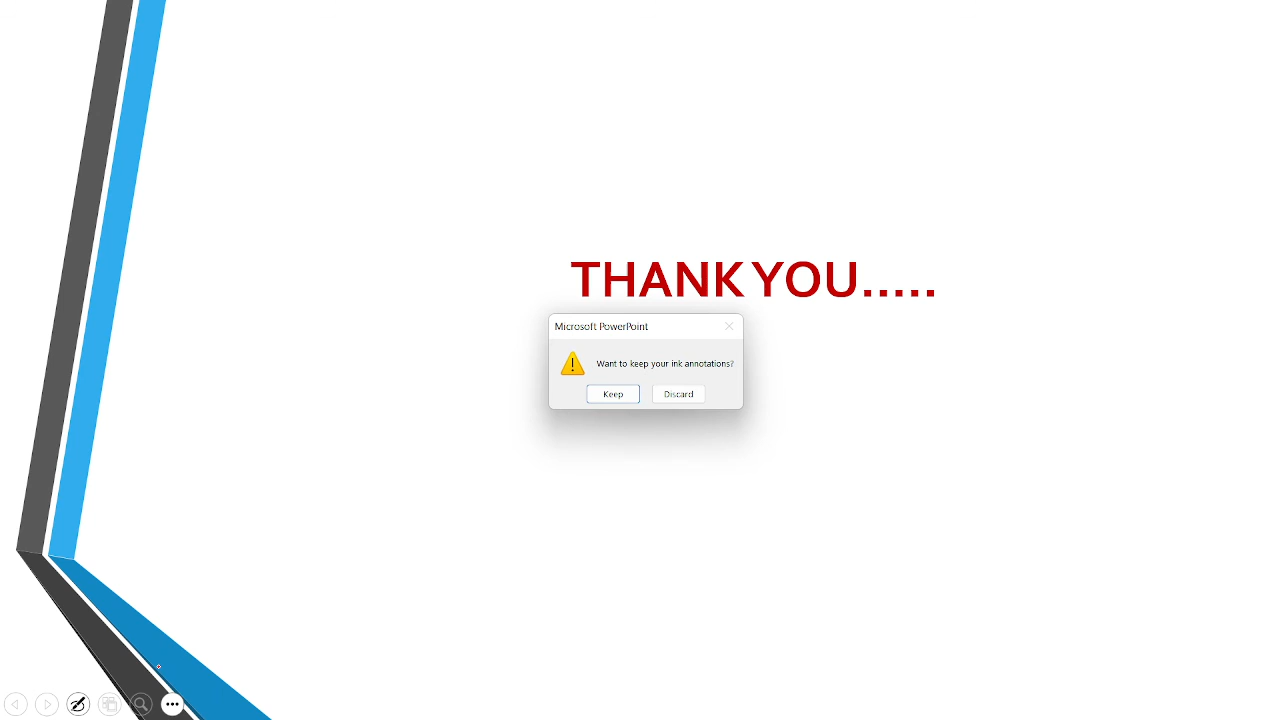 THANK YOU.....
Microsoft PowerPoint
Want to keep your ink annotations?
Keep
Discard